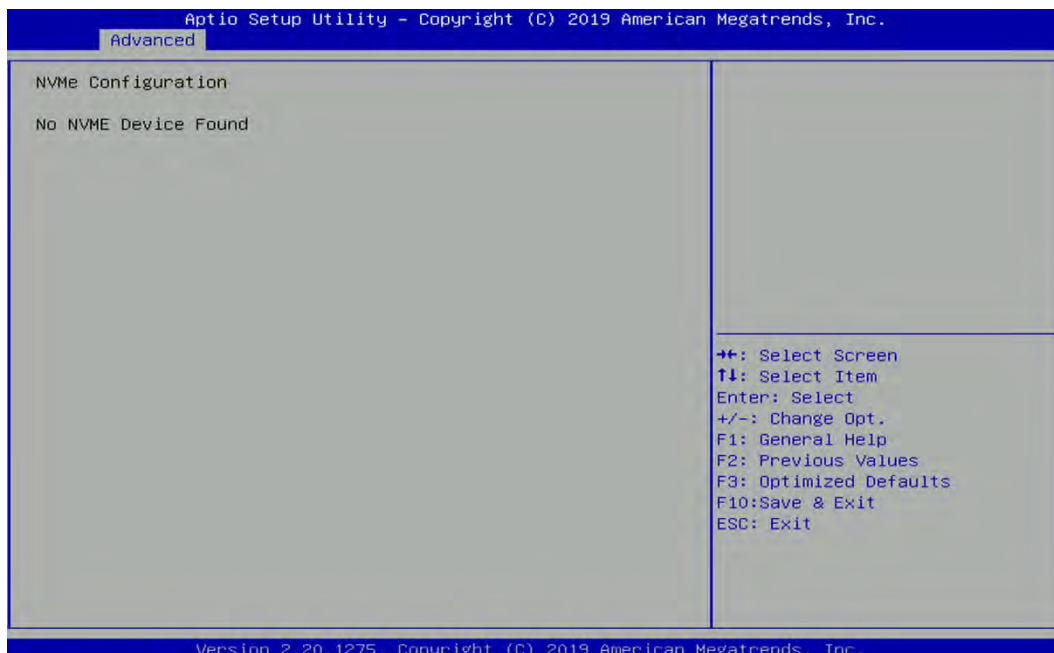 Aptio Setup Utility – Copyright (C) 2019 American Megatrends, Inc.
Advanced
NVMe Configuration
No NVME Device Found
→←: Select Screen
↑↓: Select Item
Enter: Select
+/-: Change Opt.
F1: General Help
F2: Previous Values
F3: Optimized Defaults
F10:Save & Exit
ESC: Exit
Version 2.20.1275. Copyright (C) 2019 American Megatrends, Inc.